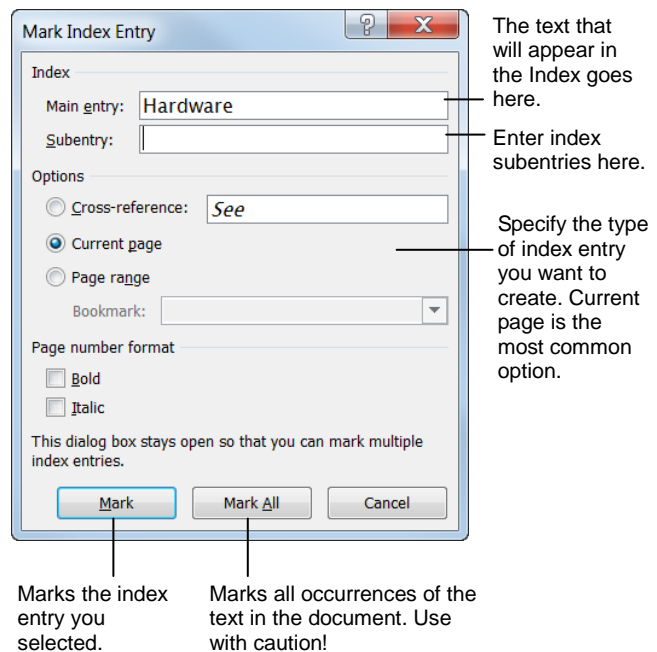 Mark Index Entry
?
X
The text that
will appear in
the Index goes
here.
Index
Main entry: Hardware
Subentry:
Enter index
subentries here.
Options
Cross-reference: See
Current page
Page range
Bookmark:
Specify the type
of index entry
you want to
create. Current
page is the
most common
option.
Page number format
Bold
Italic
This dialog box stays open so that you can mark multiple
index entries.
Mark Mark All Cancel
Marks the index
entry you
selected.
Marks all occurrences of the
text in the document. Use
with caution!